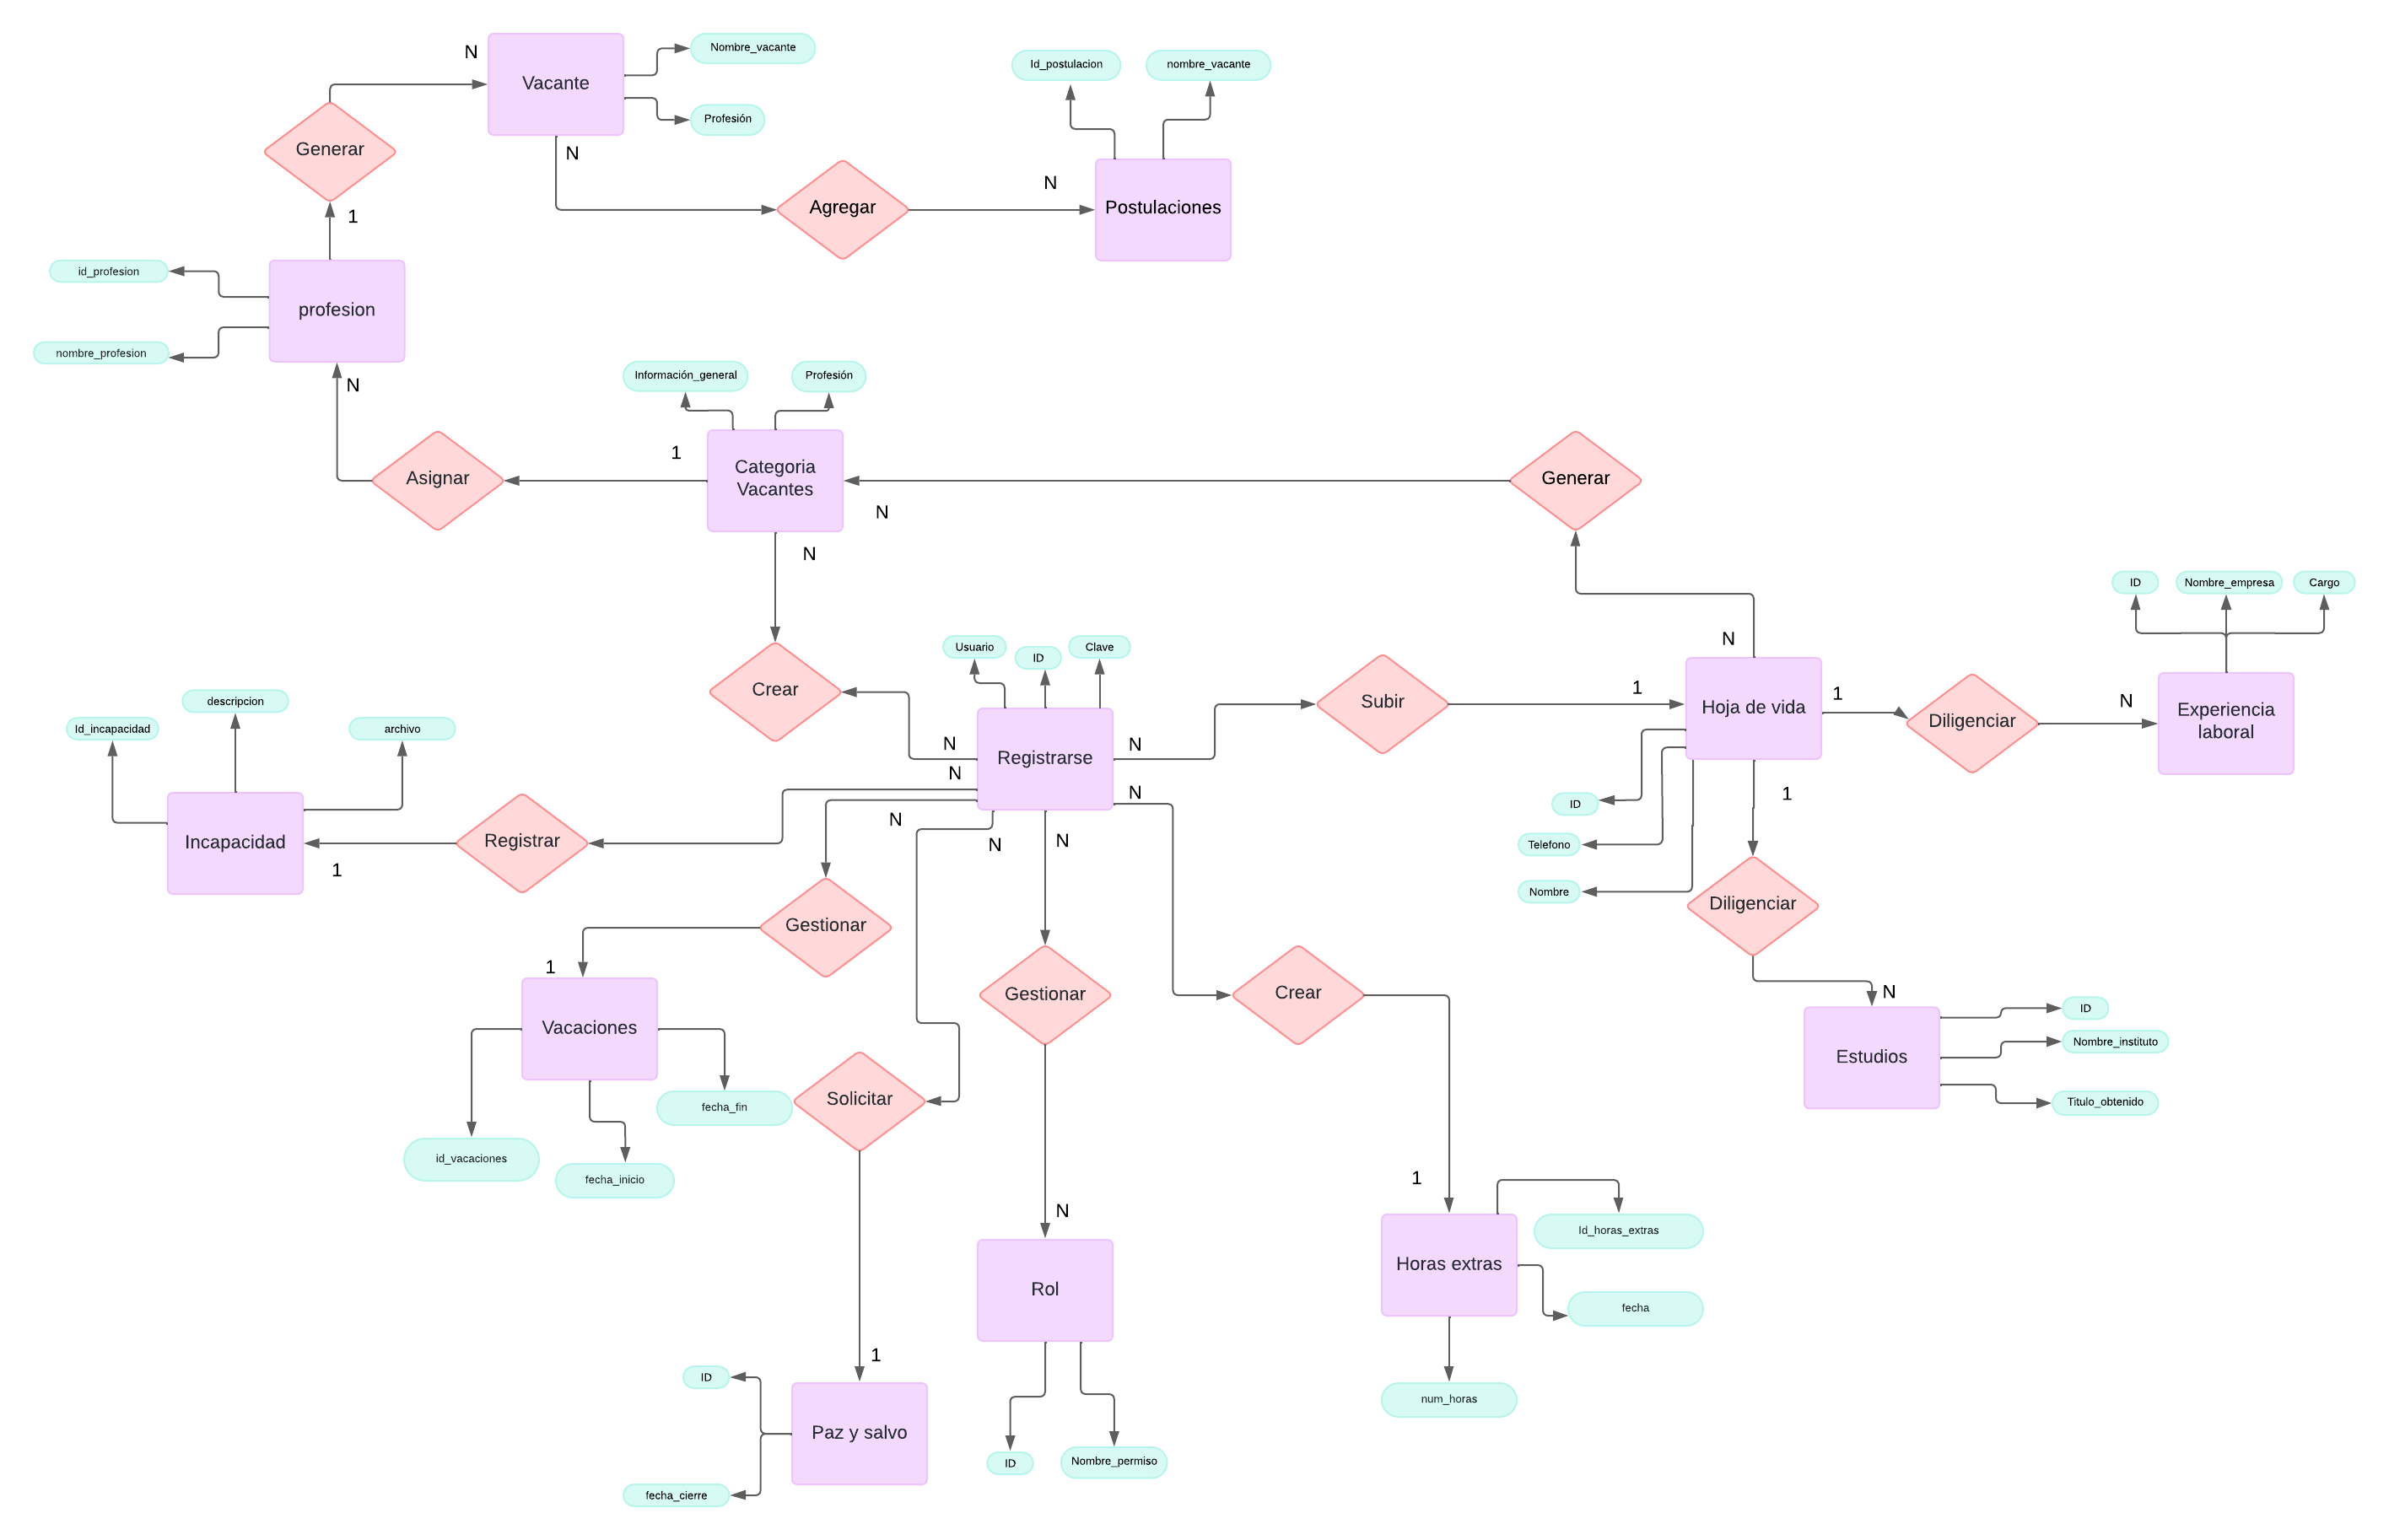 N
Vacante
Nombre_vacante
Profesión
Id_postulacion
nombre_vacante
Generar
N
Agregar
N
Postulaciones
1
id_profesion
profesion
nombre_profesion
N
Información_general
Profesión
Asignar
1
Categoria
Vacantes
N
Generar
N
ID
Nombre_empresa
Cargo
Crear
Usuario
ID
Clave
N
Subir
1
Hoja de vida
1
Diligenciar
N
Experiencia
laboral
descripcion
Id_incapacidad
archivo
N
Registrarse
N
N
N
Incapacidad
1
Registrar
N
N
N
ID
Telefono
Nombre
1
Diligenciar
Gestionar
1
Vacaciones
Gestionar
Crear
N
Estudios
ID
Nombre_instituto
Titulo_obtenido
fecha_fin
Solicitar
id_vacaciones
fecha_inicio
N
1
Rol
Horas extras
Id_horas_extras
fecha
num_horas
1
ID
Paz y salvo
fecha_cierre
ID
Nombre_permiso